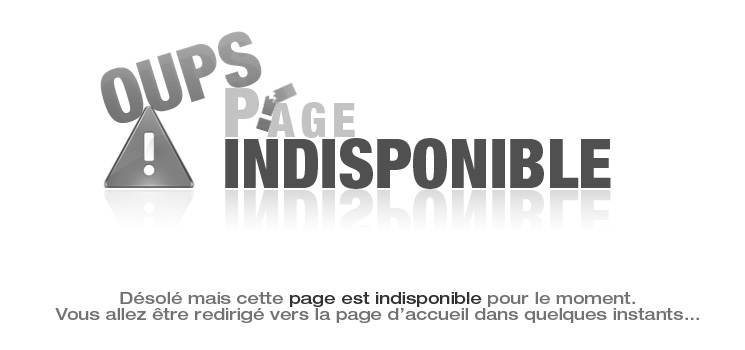 OUPS
PAGE
INDISPONIBLE
Désolé mais cette page est indisponible pour le moment.
Vous allez être redirigé vers la page d'accueil dans quelques instants...